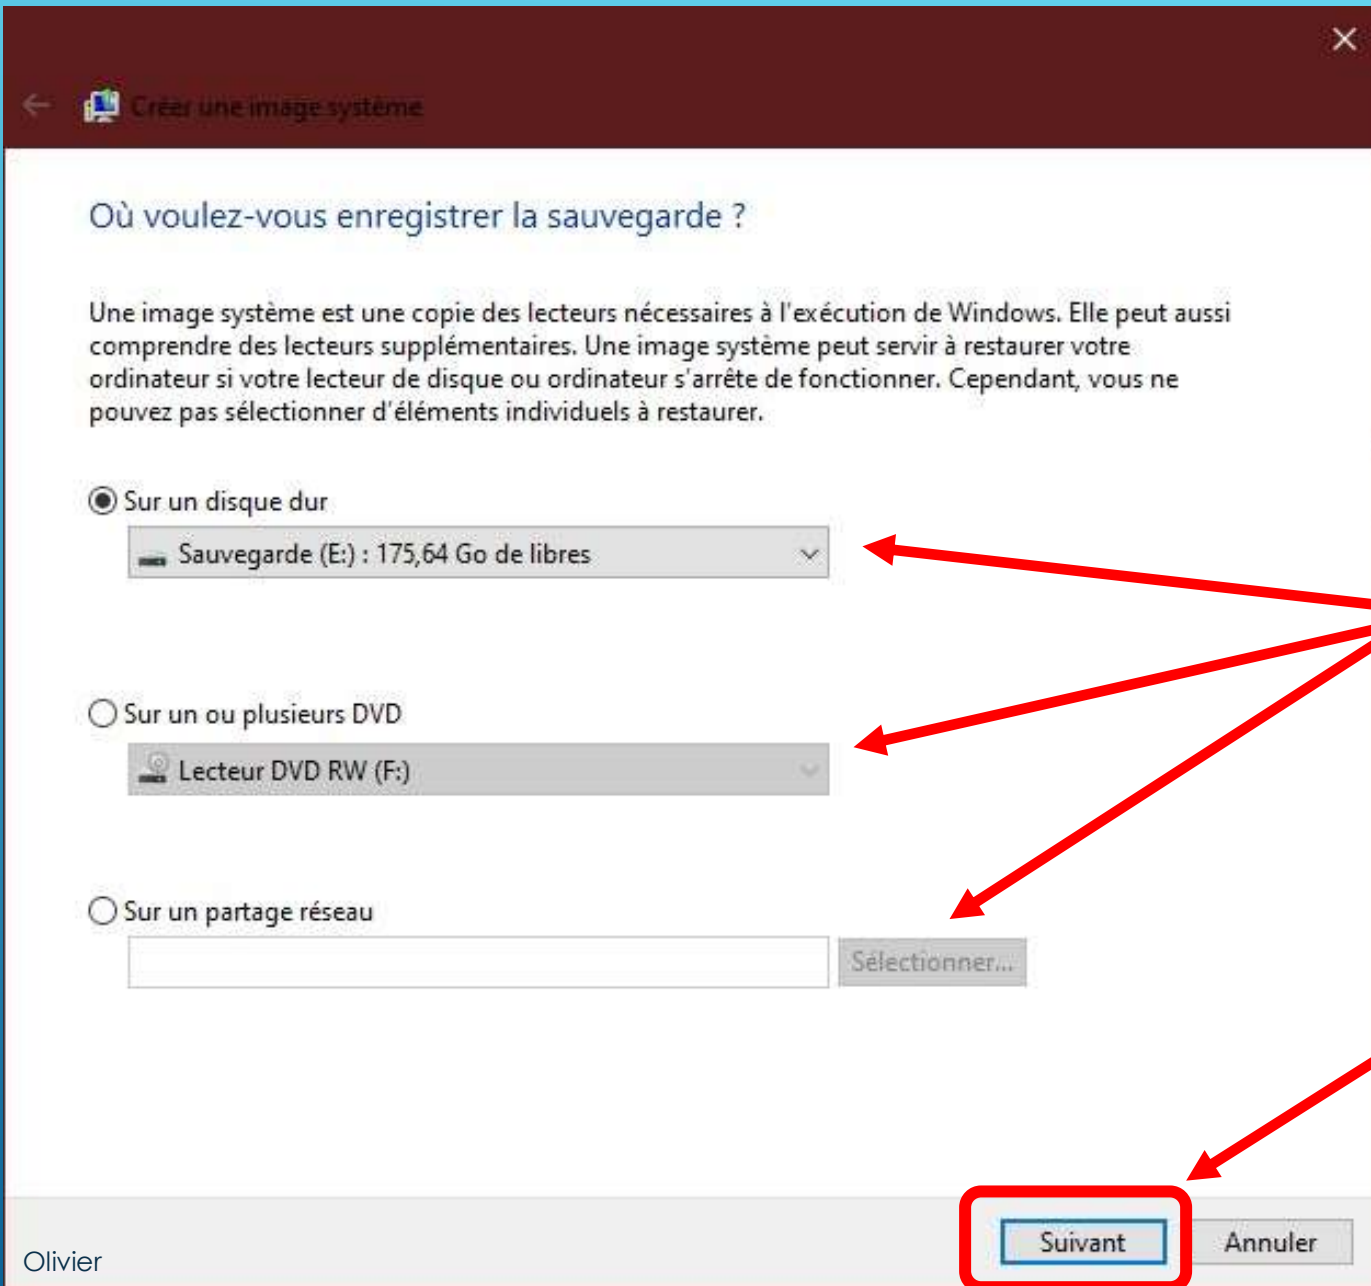 Créer une image système
Où voulez-vous enregistrer la sauvegarde ?
Une image système est une copie des lecteurs nécessaires à l'exécution de Windows. Elle peut aussi
comprendre des lecteurs supplémentaires. Une image système peut servir à restaurer votre
ordinateur si votre lecteur de disque ou ordinateur s'arrête de fonctionner. Cependant, vous ne
pouvez pas sélectionner d'éléments individuels à restaurer.
Sur un disque dur
Sauvegarde (E:) : 175,64 Go de libres
Sur un ou plusieurs DVD
Lecteur DVD RW (F:)
Sur un partage réseau
Sélectionner...
Suivant Annuler
Olivier